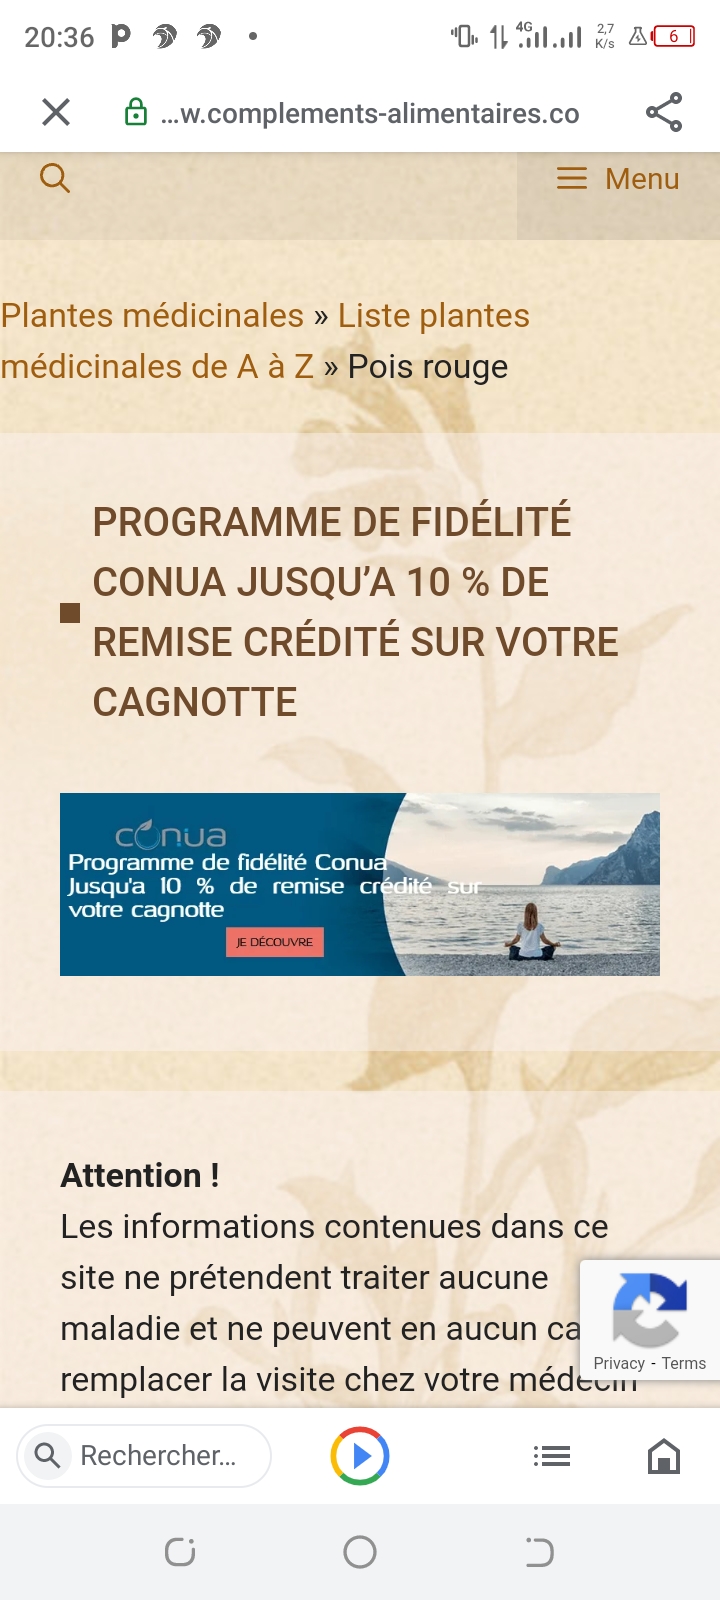 20:36
4G
2,7
K/s
6
...w.complements-alimentaires.co
Menu
Plantes médicinales » Liste plantes
médicinales de A à Z » Pois rouge
PROGRAMME DE FIDÉLITÉ
CONUA JUSQU’A 10 % DE
REMISE CRÉDITÉ SUR VOTRE
CAGNOTTE
conua
Programme de fidélité Conua
Jusqu'a 10 % de remise crédité sur
votre cagnotte
JE DÉCOUVRE
Attention !
Les informations contenues dans ce
site ne prétendent traiter aucune
maladie et ne peuvent en aucun ca
remplacer la visite chez votre médecin
Privacy - Terms
Rechercher...